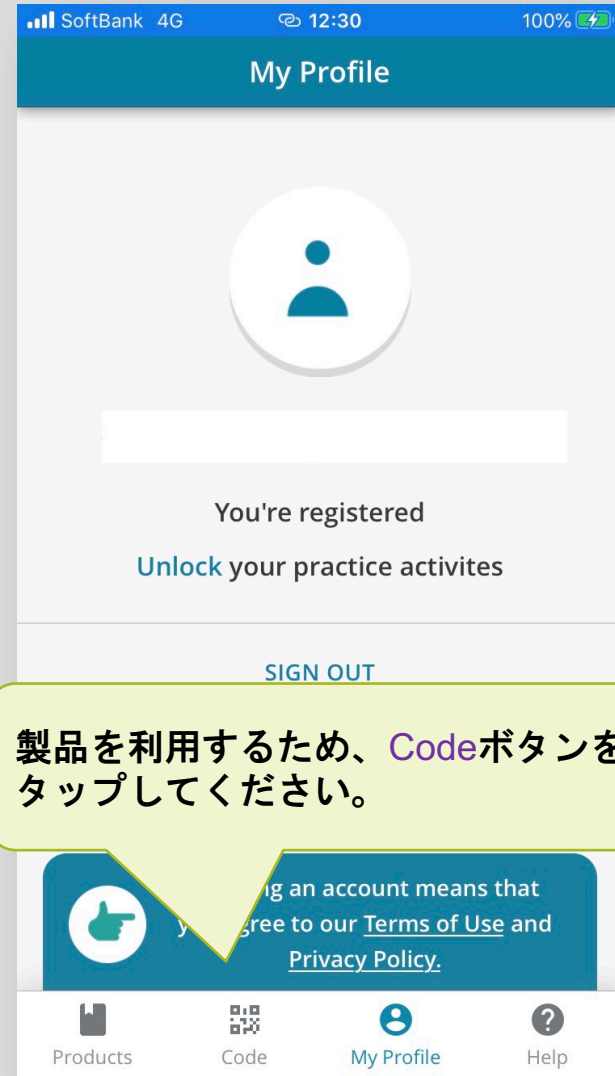 SoftBank 4G 12:30 100%
My Profile
You're registered
Unlock your practice activites
SIGN OUT
製品を利用するため、Codeボタンを
タップしてください。
an account means that
agree to our Terms of Use and
Privacy Policy.
Products Code My Profile Help